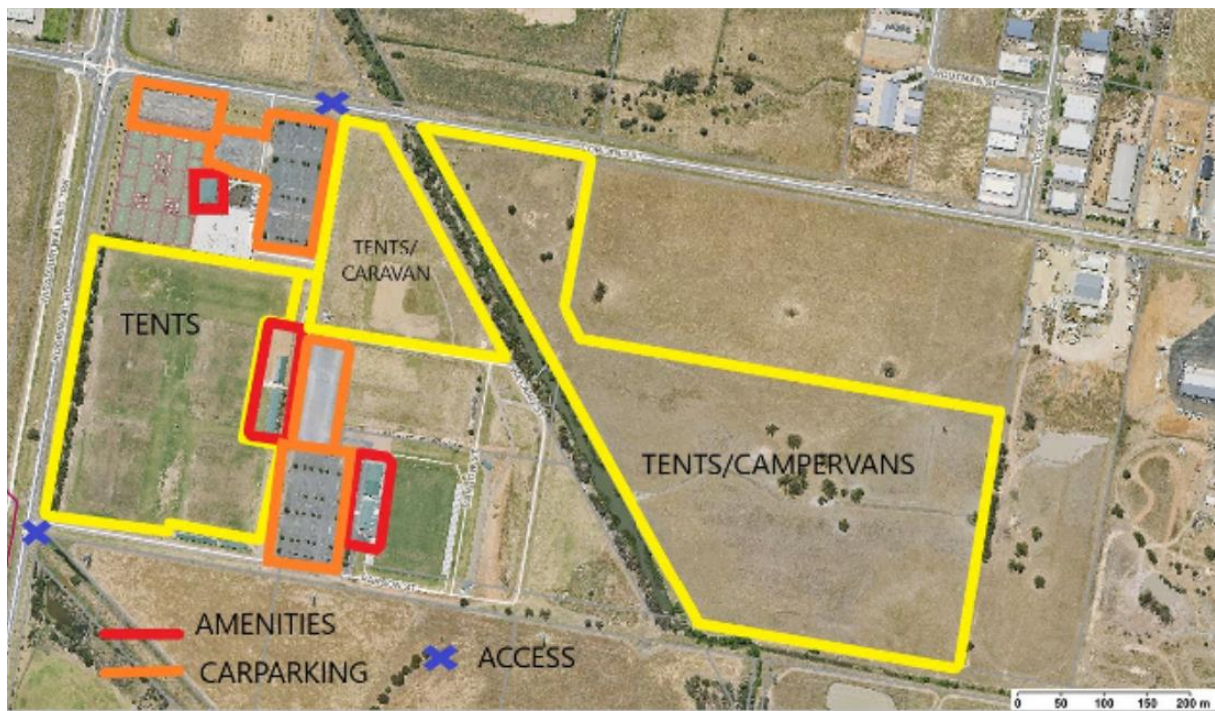 TENTS/
CARAVAN
TENTS
TENTS/CAMPERVANS
AMENITIES
CARPARKING
ACCESS
0 50 100 150 200 m